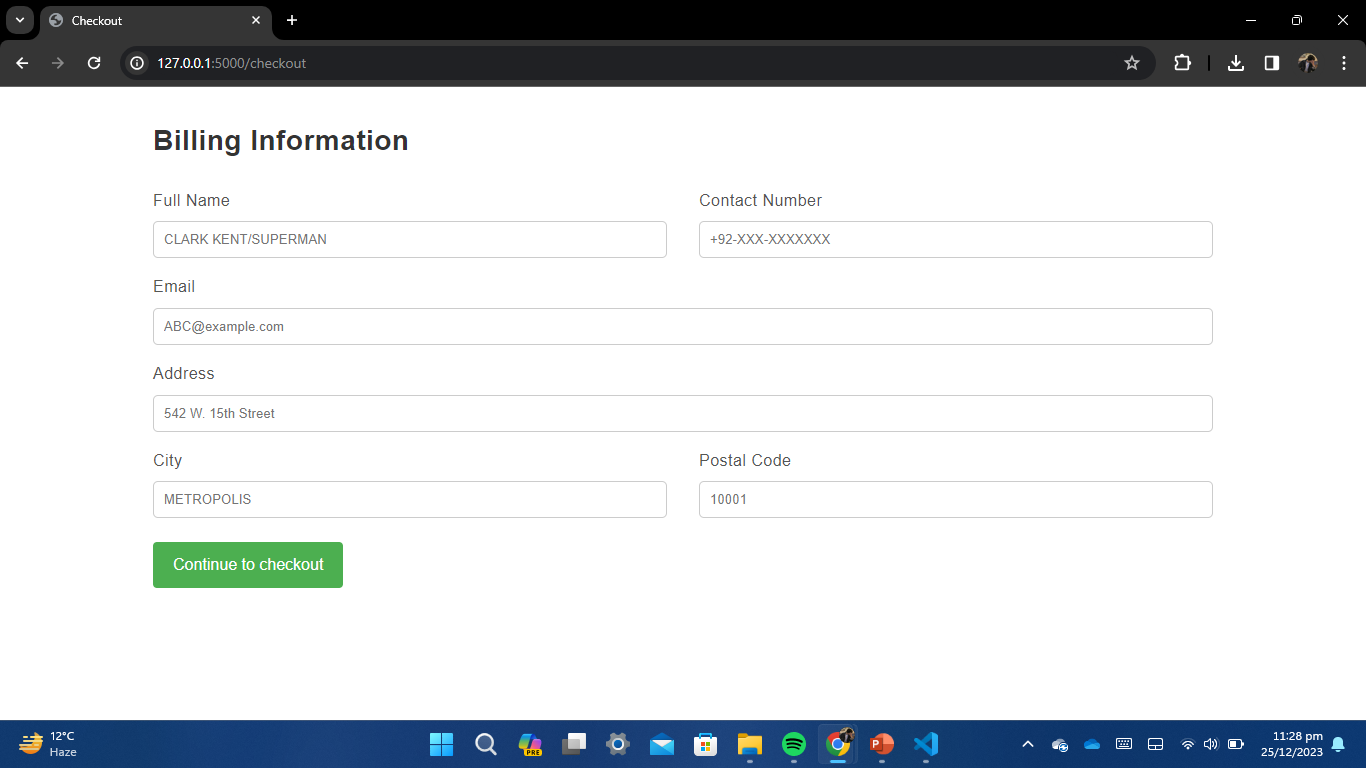 Checkout
127.0.0.1:5000/checkout
Billing Information
Full Name
Contact Number
CLARK KENT/SUPERMAN
+92-XXX-XXXXXXX
Email
ABC@example.com
Address
542 W. 15th Street
City
Postal Code
METROPOLIS
10001
Continue to checkout
12°C
Haze
PRE
11:28 pm
25/12/2023